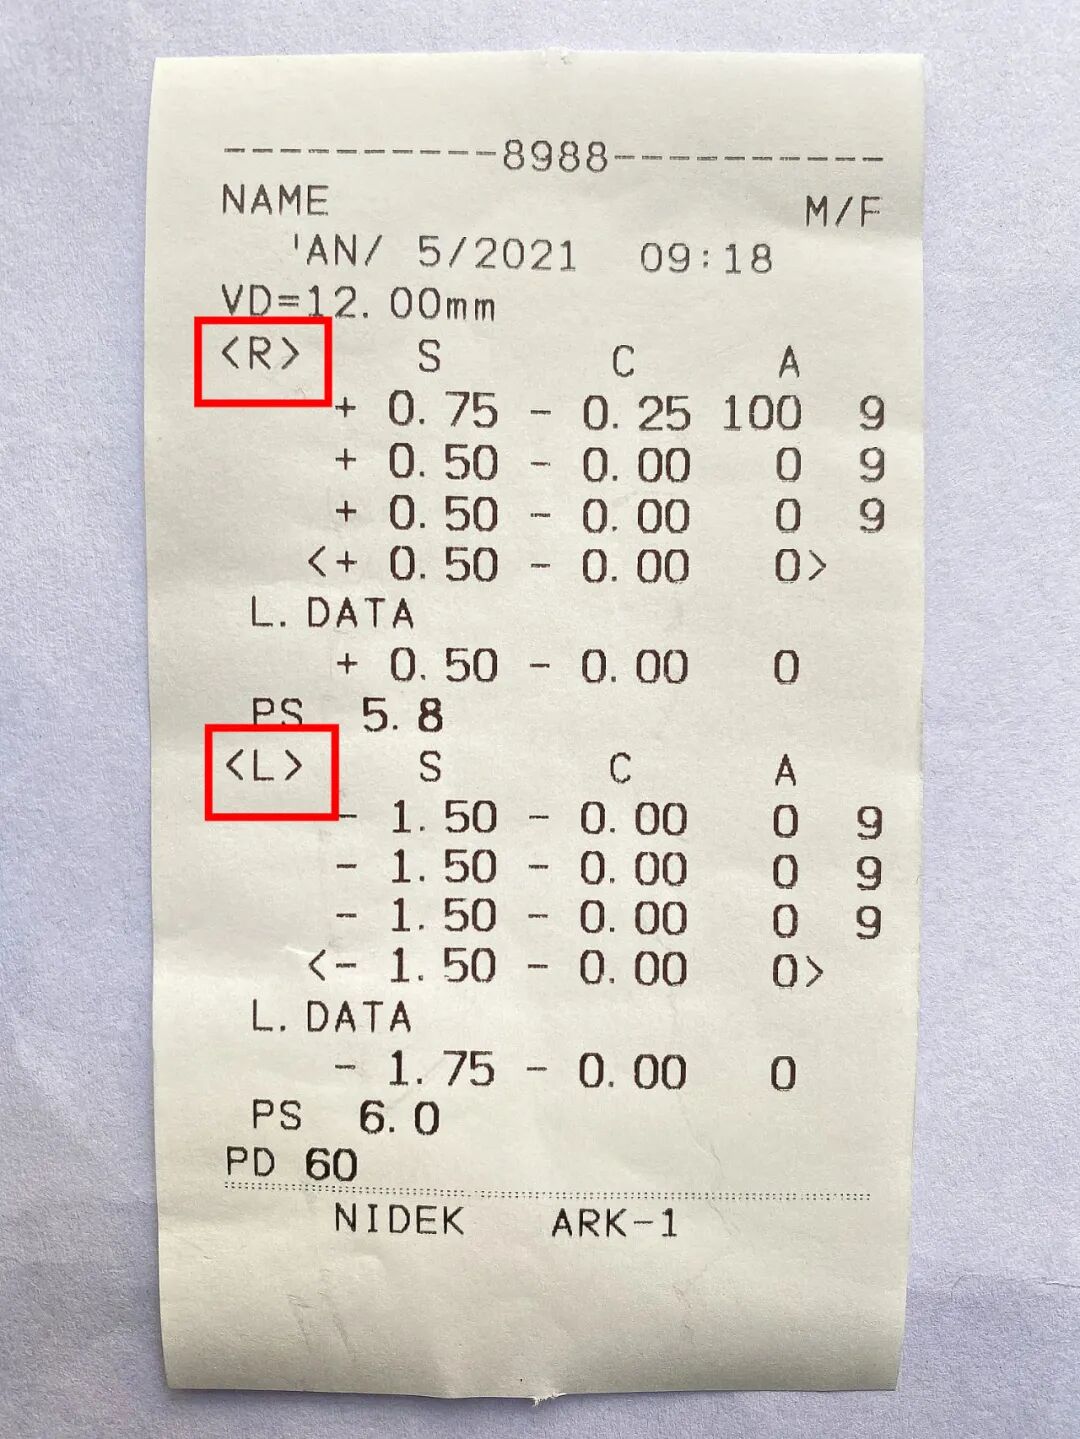 ----------8988----------
NAME M/F
'AN/ 5/2021 09:18
VD=12.00mm
<R> S C A
+ 0.75 - 0.25 100 9
+ 0.50 - 0.00 0 9
+ 0.50 - 0.00 0 9
<+ 0.50 - 0.00 0>
L.DATA
+ 0.50 - 0.00 0
PS 5.8
<L> S C A
- 1.50 - 0.00 0 9
- 1.50 - 0.00 0 9
- 1.50 - 0.00 0 9
<- 1.50 - 0.00 0>
L.DATA
- 1.75 - 0.00 0
PS 6.0
PD 60
NIDEK ARK-1